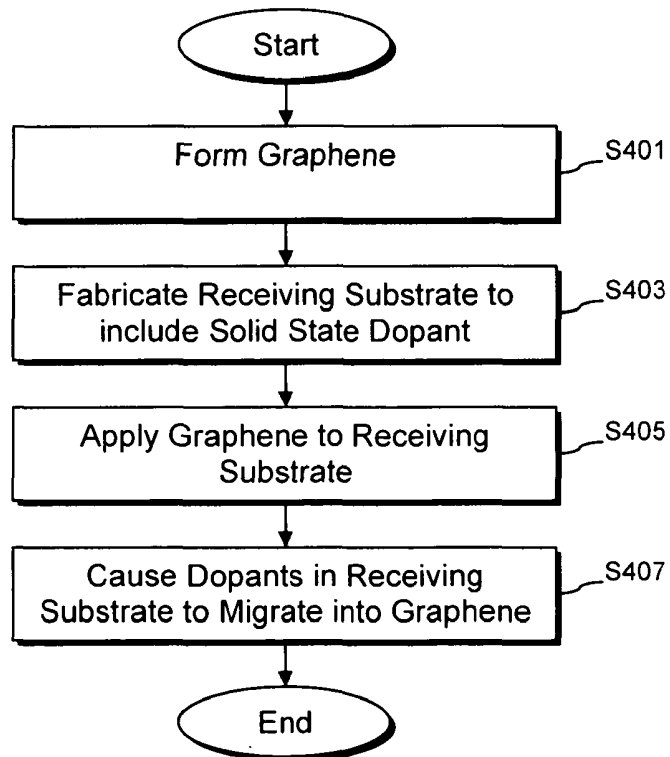 Start
Form Graphene
S401
Fabricate Receiving Substrate to
include Solid State Dopant
S403
Apply Graphene to Receiving
Substrate
S405
Cause Dopants in Receiving
Substrate to Migrate into Graphene
S407
End